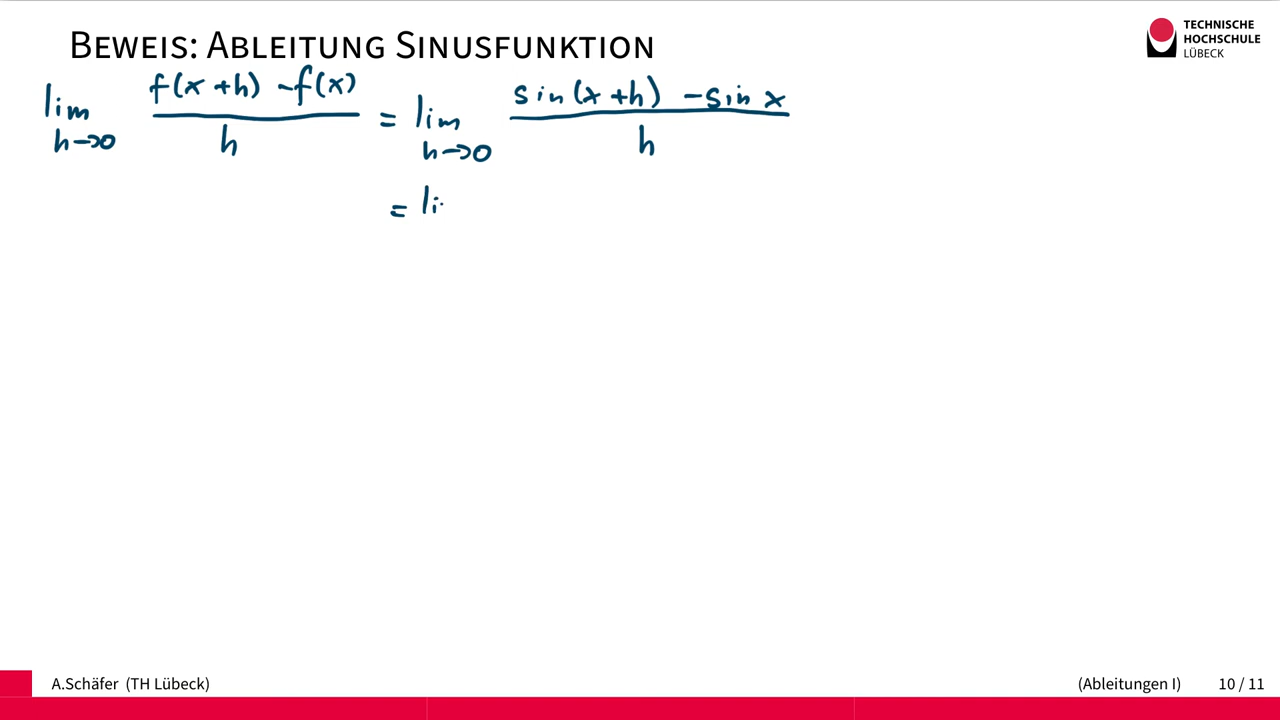 BEWEIS: ABLEITUNG SINUSFUNKTION
TECHNISCHE
HOCHSCHULE
LÜBECK
lim h→0 (f(x+h) - f(x)) / h = lim h→0 (sin(x+h) - sin x) / h
= li
A.Schäfer (TH Lübeck) (Ableitungen I) 10 / 11